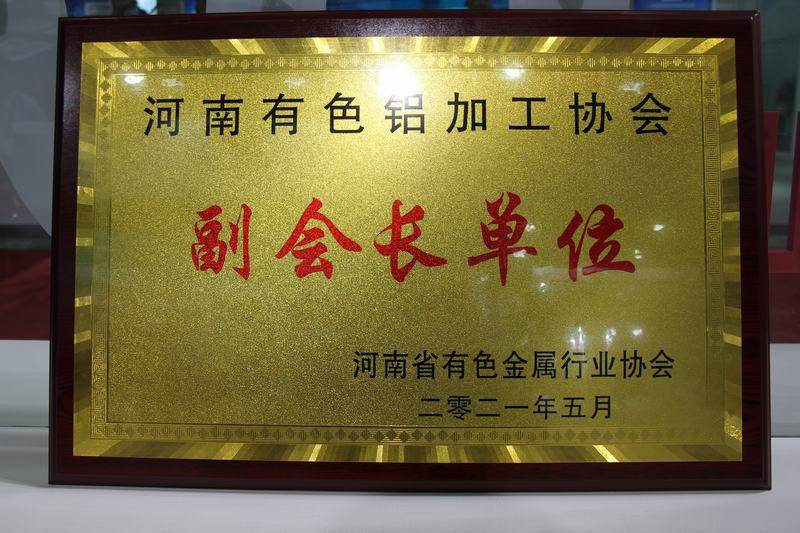 河南有色铝加工协会
副会长单位
河南省有色金属行业协会
二零二一年五月